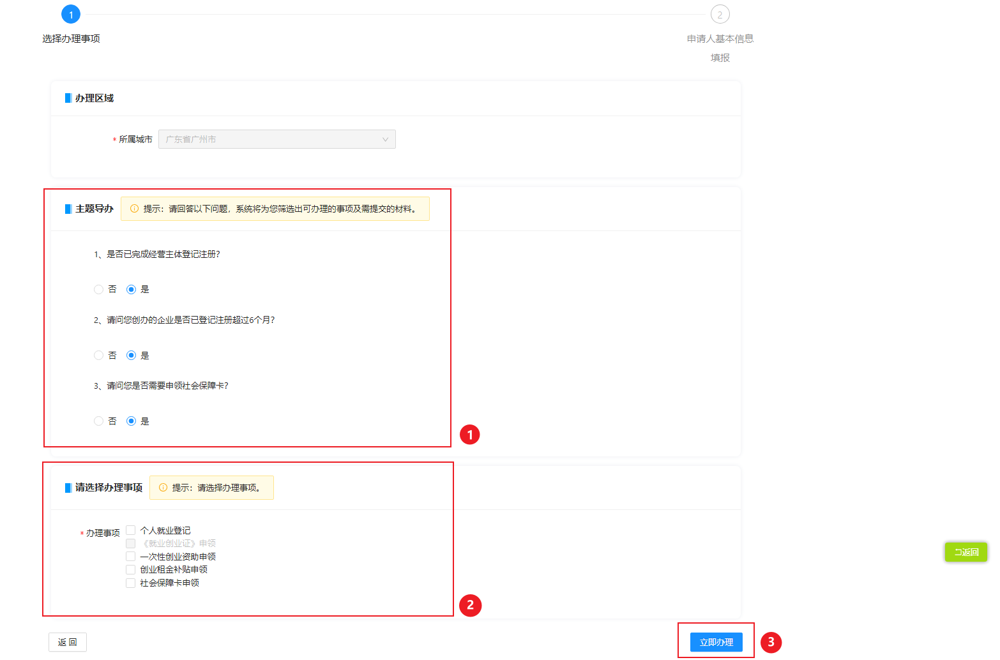 1
2
选择办理事项
申请人基本信息
填报
办理区域
* 所属城市 广东省广州市
主题导办 提示：请回答以下问题，系统将为您筛选出可办理的事项及需提交的材料。
1、是否已完成经营主体登记注册？
否 是
2、请问您创办的企业是否已登记注册超过6个月？
否 是
3、请问您是否需要申领社会保障卡？
否 是
1
请选择办理事项 提示：请选择办理事项。
* 办理事项 个人就业登记
《就业创业证》申领
一次性创业资助申领
创业租金补贴申领
社会保障卡申领
返回
2
返 回
立即办理
3